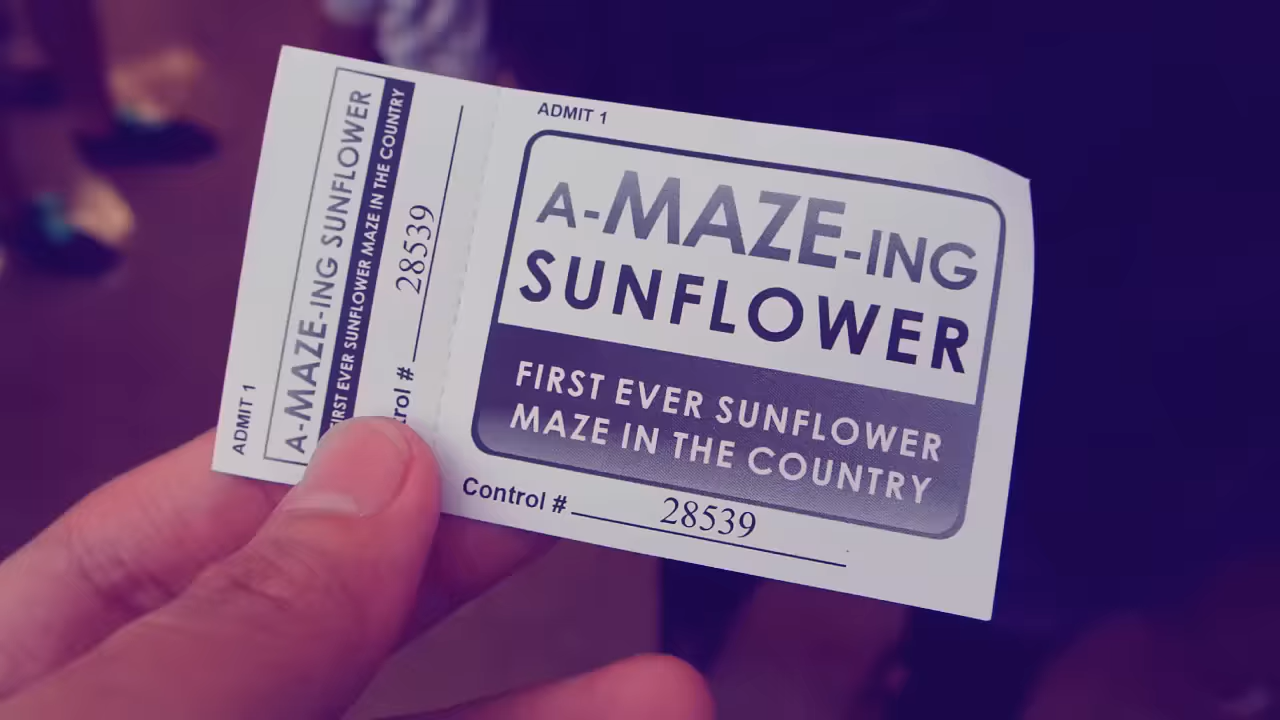 ADMIT 1
A-MAZE-ING SUNFLOWER
FIRST EVER SUNFLOWER MAZE IN THE COUNTRY
28539
ADMIT 1
A-MAZE-ING
SUNFLOWER
FIRST EVER SUNFLOWER
MAZE IN THE COUNTRY
Control # 28539